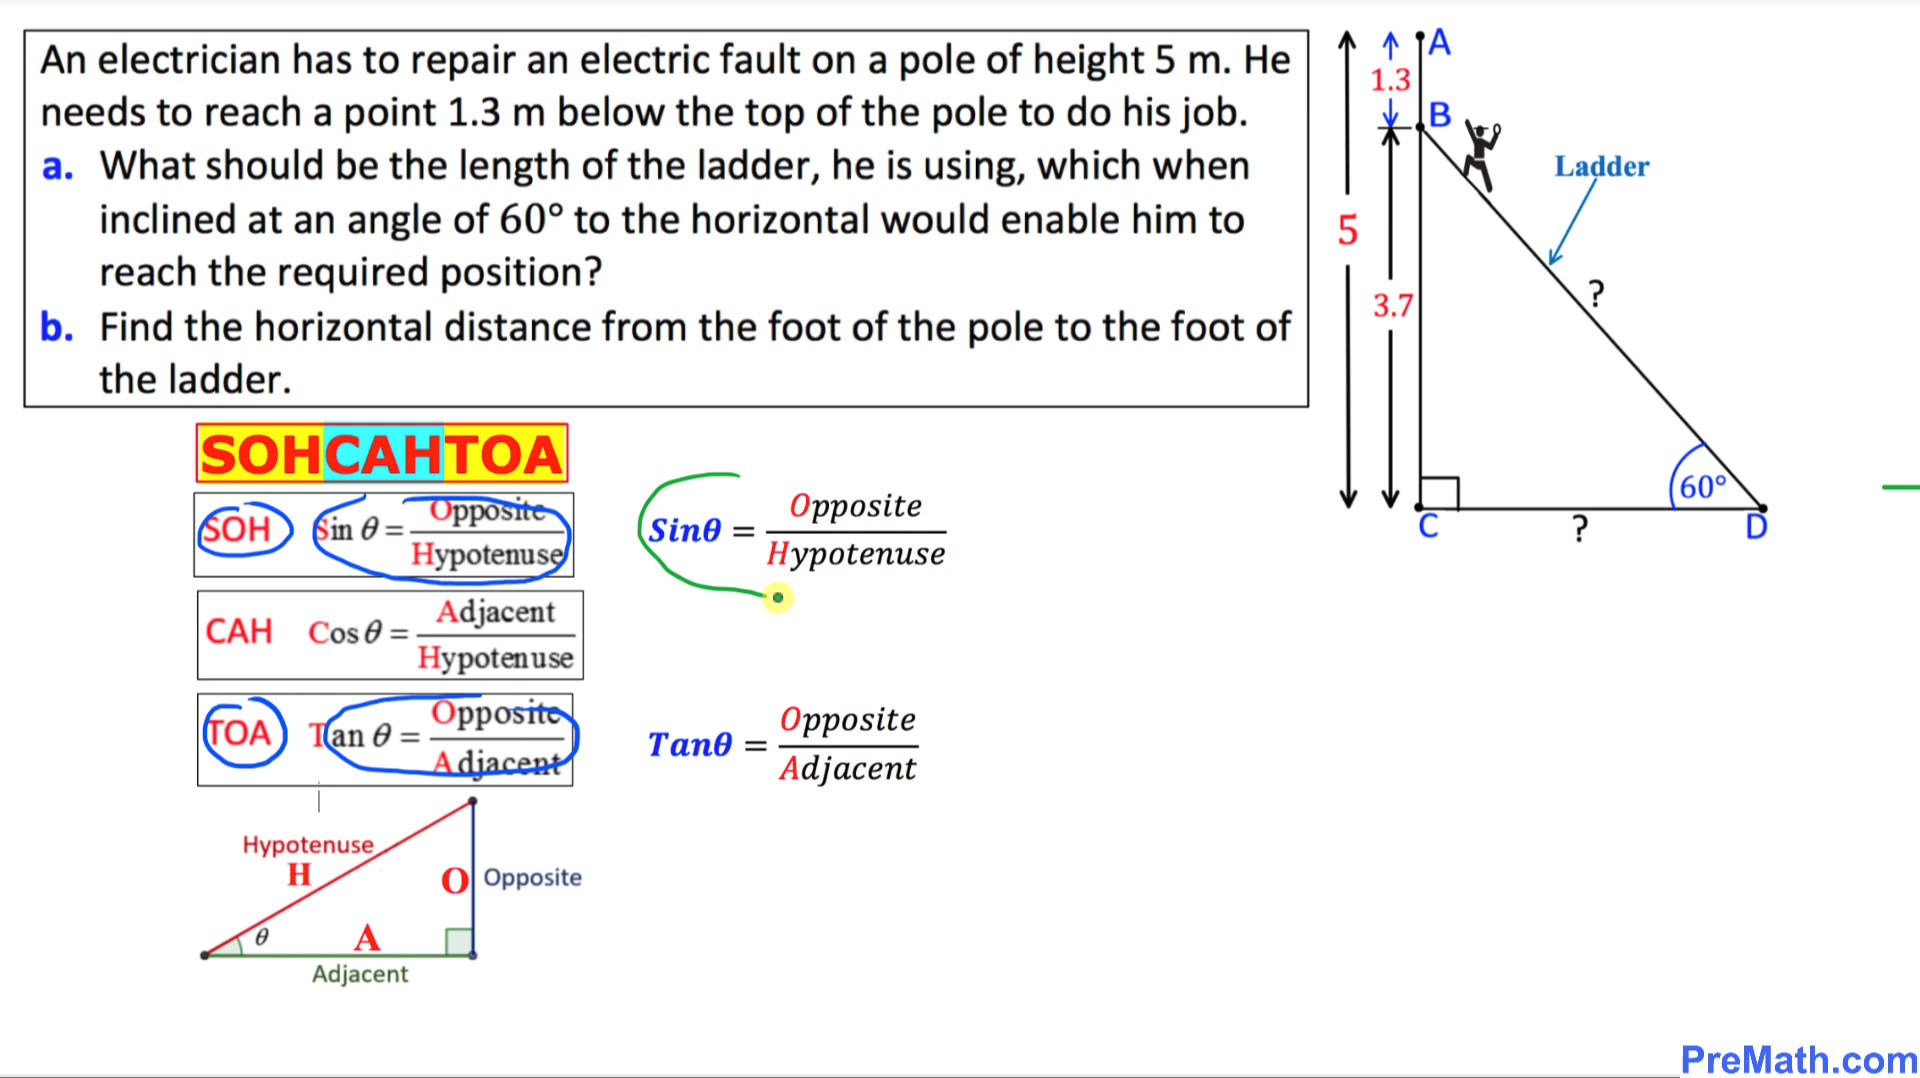 An electrician has to repair an electric fault on a pole of height 5 m. He
needs to reach a point 1.3 m below the top of the pole to do his job.
a. What should be the length of the ladder, he is using, which when
inclined at an angle of 60° to the horizontal would enable him to
reach the required position?
b. Find the horizontal distance from the foot of the pole to the foot of
the ladder.
A
1.3
B
Ladder
5
?
3.7
60°
C
?
D
SOHCAHTOA
SOH Sin θ = Opposite
Hypotenuse
CAH Cos θ = Adjacent
Hypotenuse
TOA Tan θ = Opposite
Adjacent
Sinθ = Opposite
Hypotenuse
Tanθ = Opposite
Adjacent
Hypotenuse
H
O Opposite
θ
A
Adjacent
PreMath.com